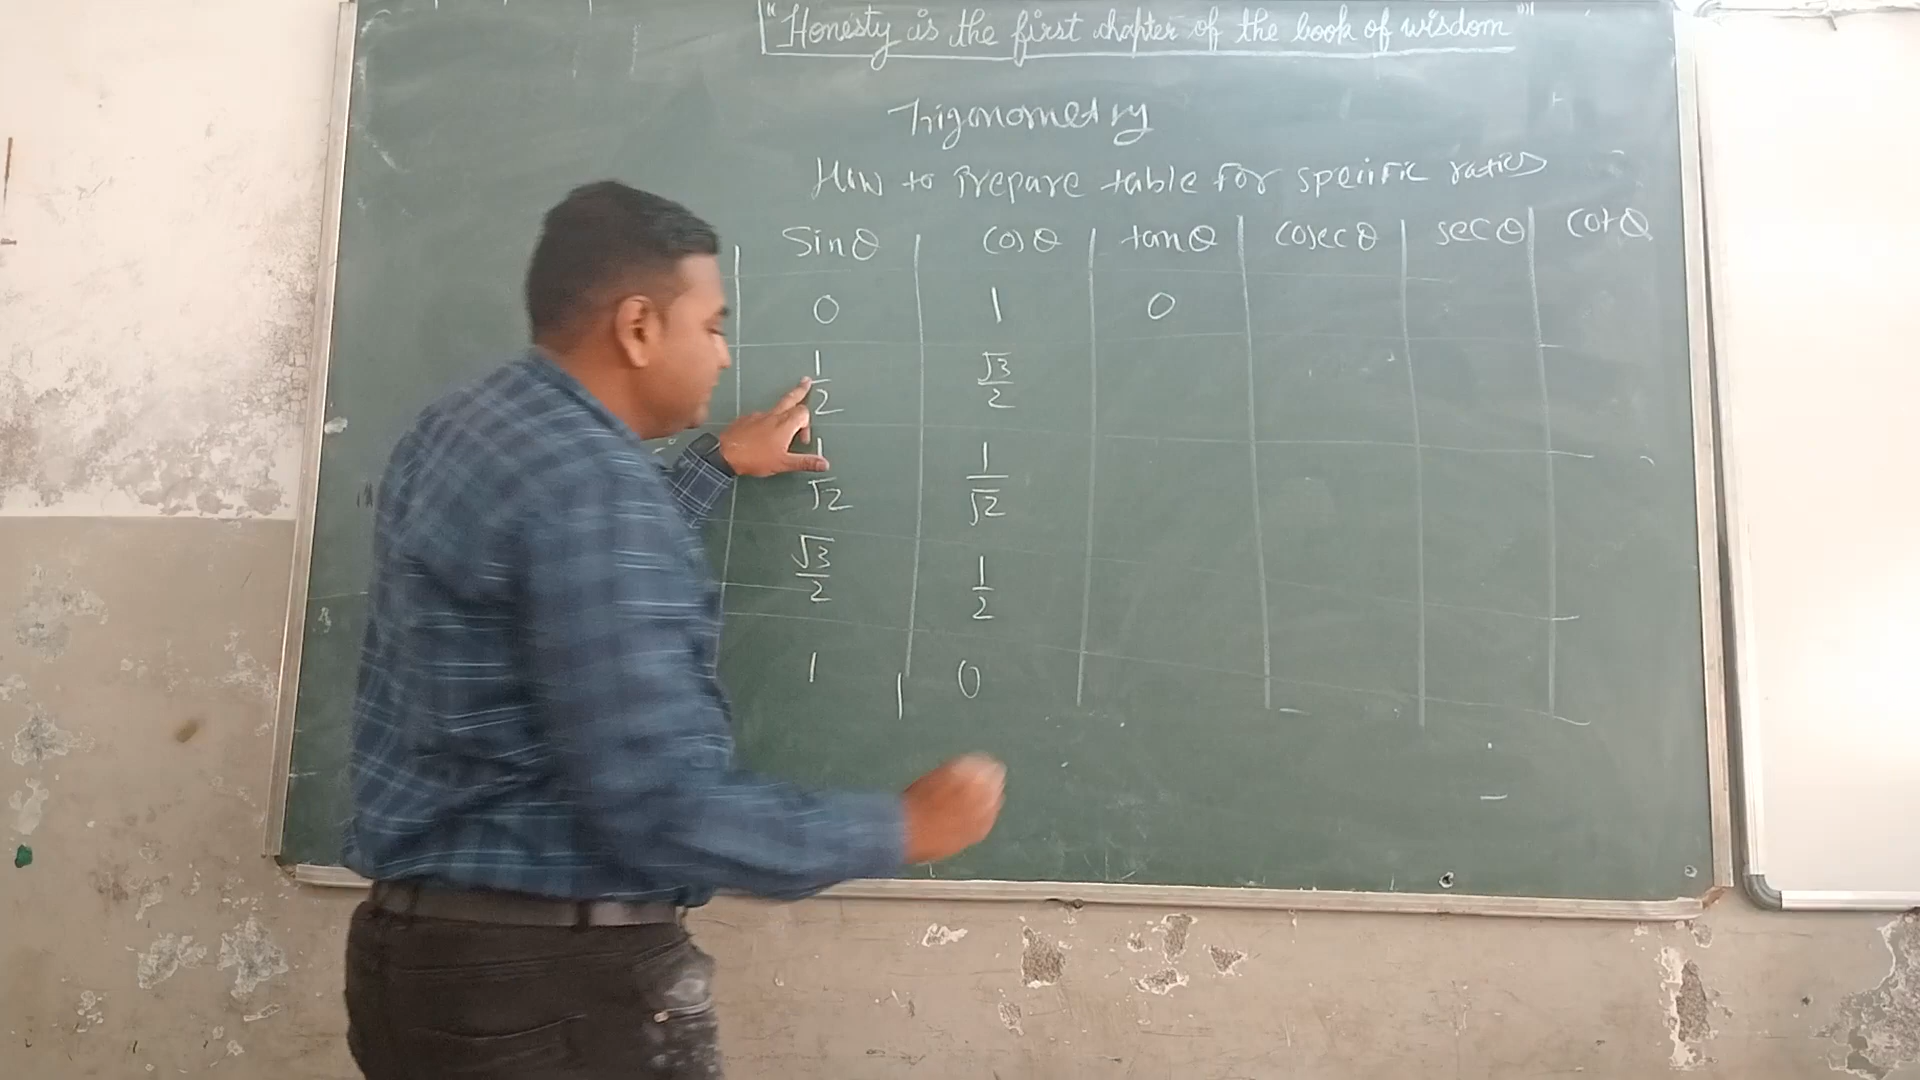 "Honesty is the first chapter of the book of wisdom"
Trigonometry
How to Prepare table for specific ratios
Sinθ cosθ tanθ cosecθ secθ cotθ
0 1 0
1/2 √3/2
1/√2 1/√2
√3/2 1/2
1 0